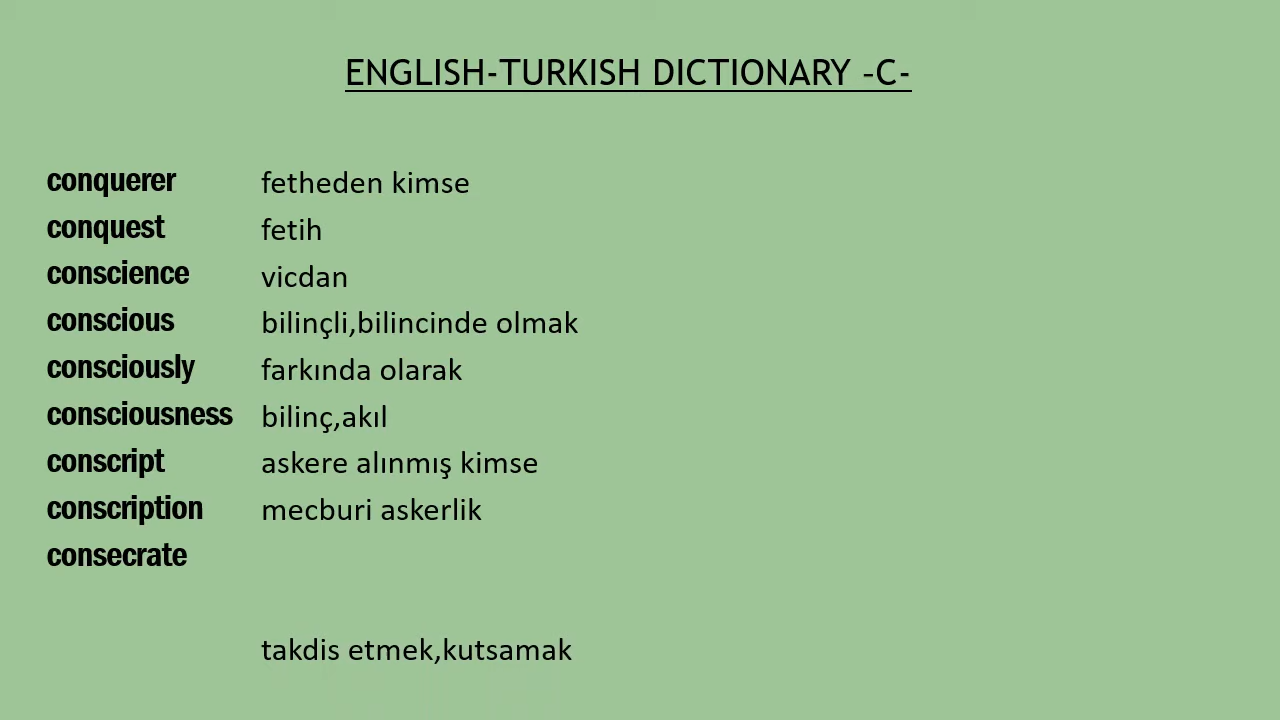 ENGLISH-TURKISH DICTIONARY –C-
conquerer fetheden kimse
conquest fetih
conscience vicdan
conscious bilinçli,bilincinde olmak
consciously farkında olarak
consciousness bilinç,akıl
conscript askere alınmış kimse
conscription mecburi askerlik
consecrate
takdis etmek,kutsamak